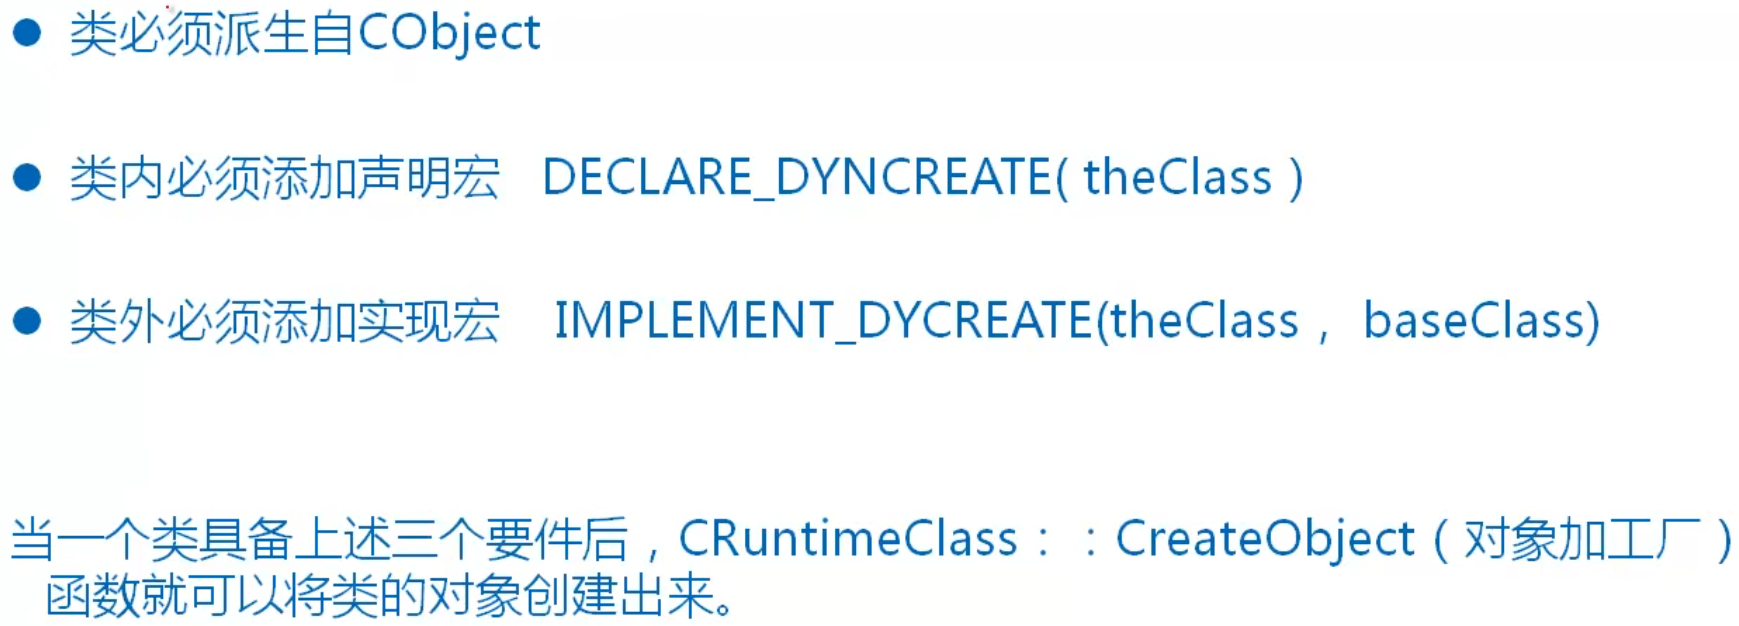 ● 类必须派生自CObject
● 类内必须添加声明宏 DECLARE_DYNCREATE( theClass )
● 类外必须添加实现宏 IMPLEMENT_DYCREATE(theClass， baseClass)
当一个类具备上述三个要件后，CRuntimeClass：：CreateObject（对象加工厂）
函数就可以将类的对象创建出来。